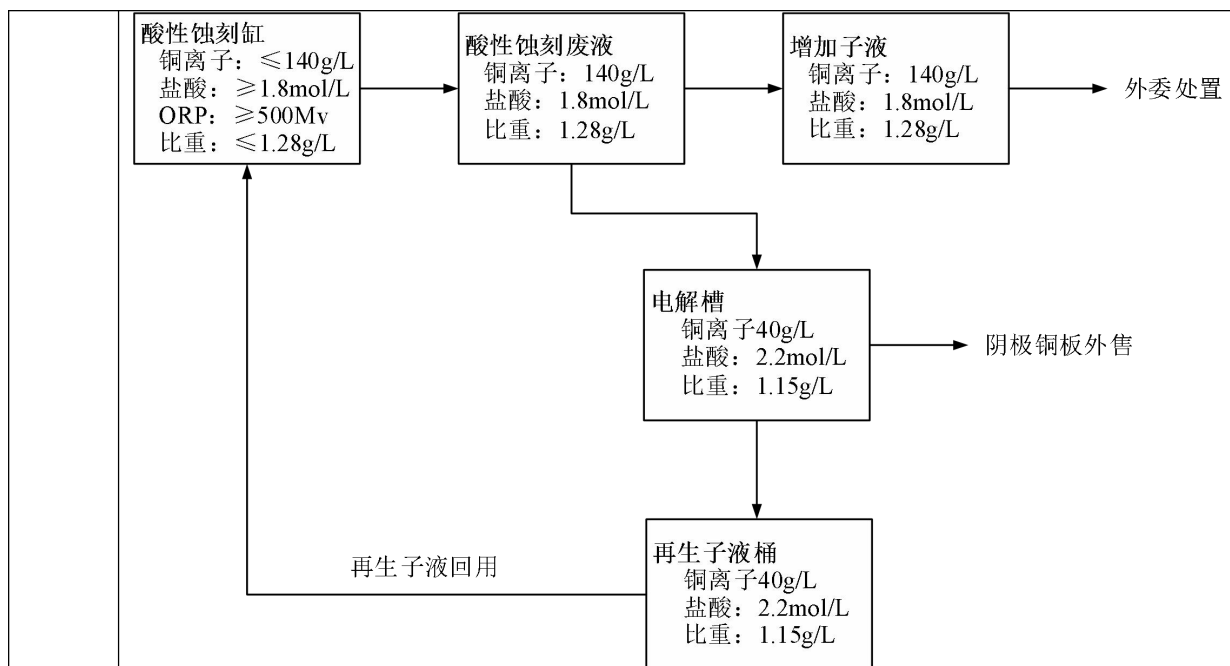 酸性蚀刻缸
铜离子：≤140g/L
盐酸：≥1.8mol/L
ORP：≥500Mv
比重：≤1.28g/L
酸性蚀刻废液
铜离子：140g/L
盐酸：1.8mol/L
比重：1.28g/L
增加子液
铜离子：140g/L
盐酸：1.8mol/L
比重：1.28g/L
外委处置
电解槽
铜离子40g/L
盐酸：2.2mol/L
比重：1.15g/L
阴极铜板外售
再生子液回用
再生子液桶
铜离子40g/L
盐酸：2.2mol/L
比重：1.15g/L